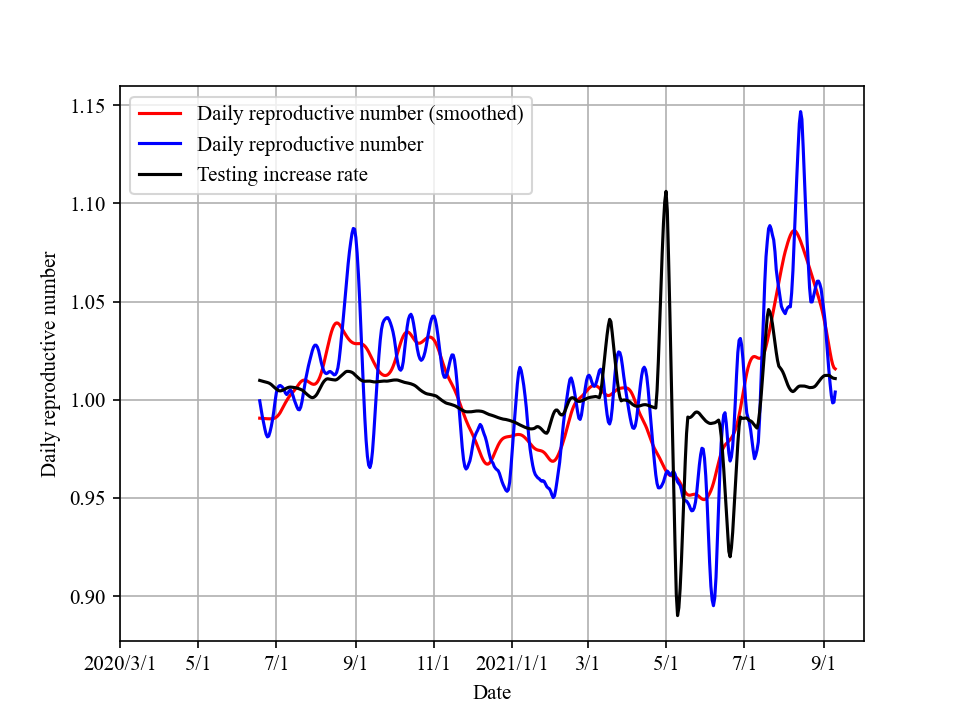 Daily reproductive number (smoothed)
Daily reproductive number
Testing increase rate
Daily reproductive number
1.15
1.10
1.05
1.00
0.95
0.90
2020/3/1 5/1 7/1 9/1 11/1 2021/1/1 3/1 5/1 7/1 9/1
Date